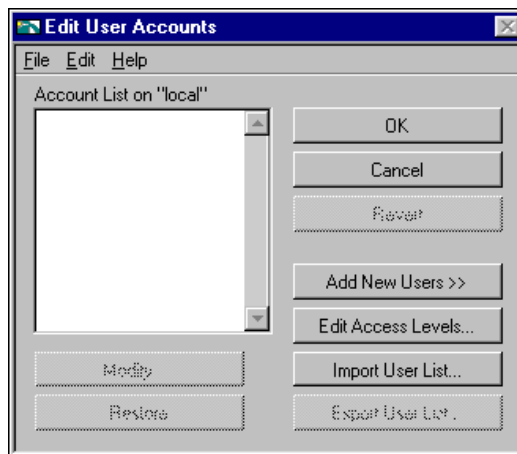 Edit User Accounts
File Edit Help
Account List on "local"
OK
Cancel
Revert
Add New Users >>
Edit Access Levels...
Modify
Import User List...
Restore
Export User List...